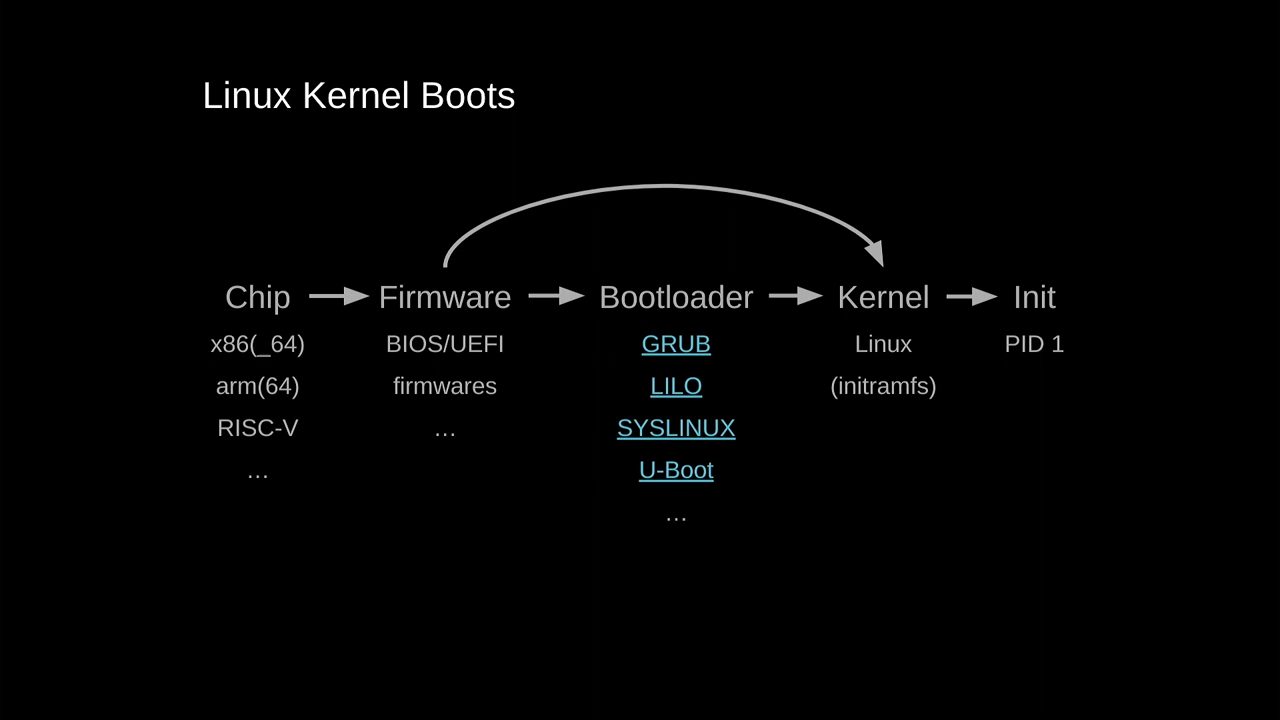 Linux Kernel Boots
Chip Firmware Bootloader Kernel Init
x86(_64) BIOS/UEFI GRUB Linux PID 1
arm(64) firmwares LILO (initramfs)
RISC-V … SYSLINUX
… U-Boot
…